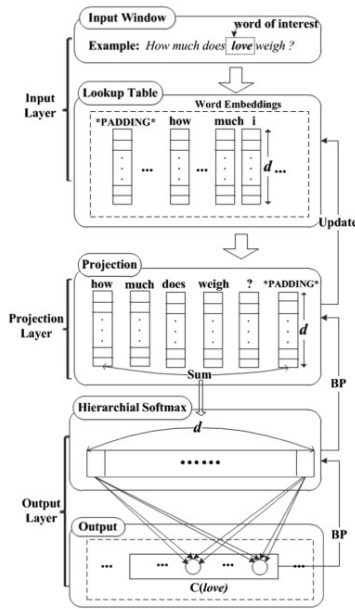 Input Window
word of interest
Example: How much does love weigh ?
Input
Layer
Lookup Table
Word Embeddings
*PADDING* how much i
... ... d ...
Update
Projection
how much does weigh ? *PADDING*
d
Projection
Layer
Sum
BP
Hierarchial Softmax
d
......
Output
Layer
BP
Output
... ... ... ...
C(love)